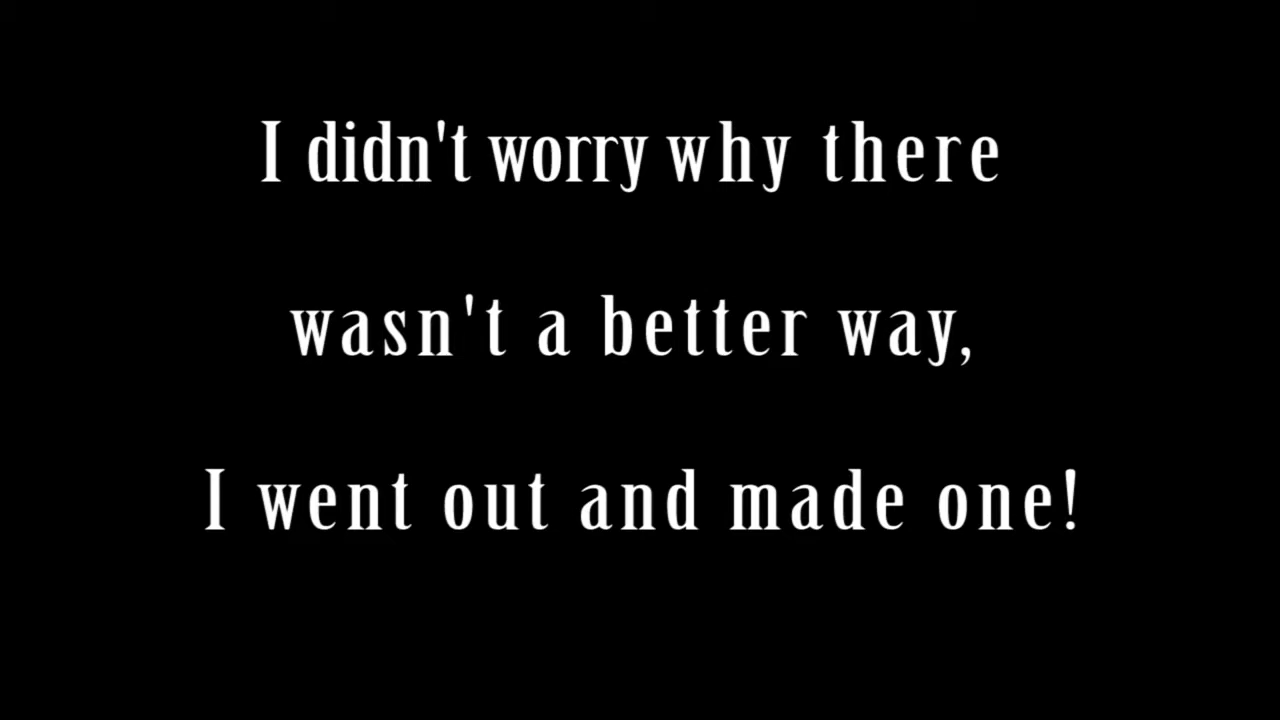 I didn't worry why there
wasn't a better way,
I went out and made one!